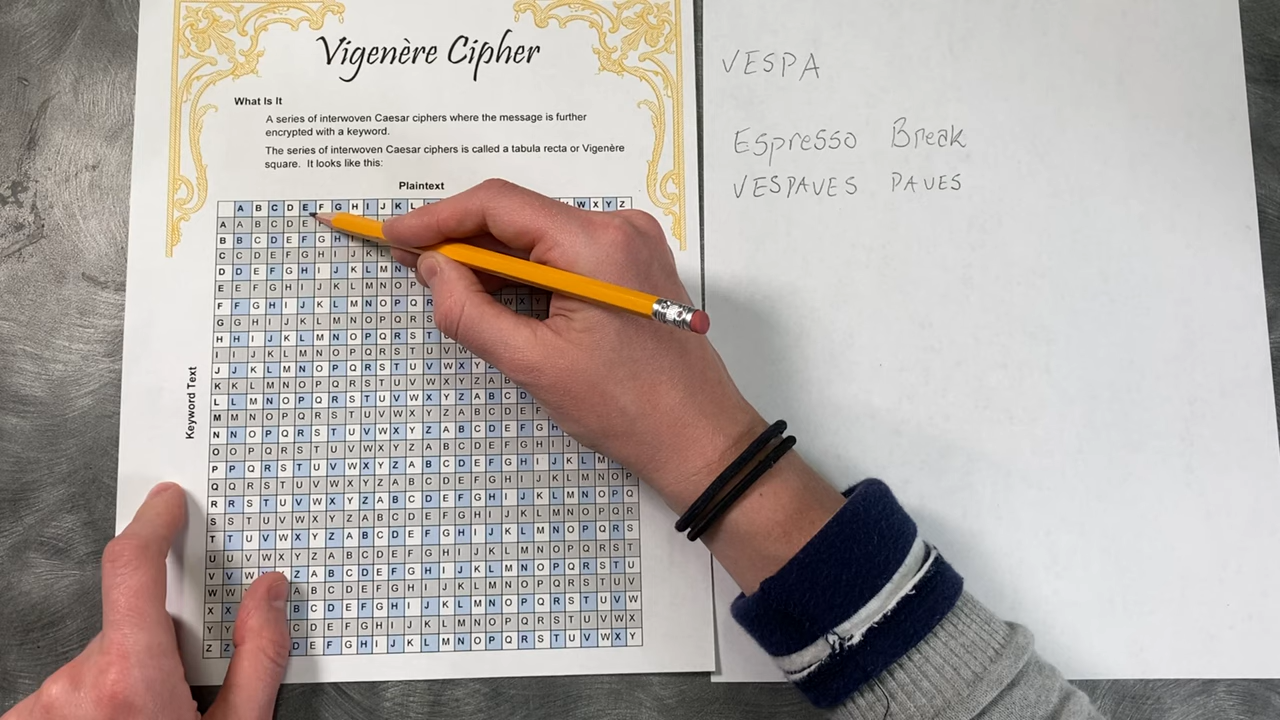 Vigenère Cipher
What Is It
A series of interwoven Caesar ciphers where the message is further
encrypted with a keyword.
The series of interwoven Caesar ciphers is called a tabula recta or Vigenère
square. It looks like this:
Plaintext
Keyword Text
A B C D E F G H I J K L W X Y Z
A A B C D E F
B B C D E F G H I
C C D E F G H I J K L
D D E F G H I J K L M N O
E E F G H I J K L M N O P
F F G H I J K L M N O P Q R W X Y
G G H I J K L M N O P Q R S
H H I J K L M N O P Q R S T U
I I J K L M N O P Q R S T U V W
J J K L M N O P Q R S T U V W X Y Z
K K L M N O P Q R S T U V W X Y Z A B
L L M N O P Q R S T U V W X Y Z A B C D
M M N O P Q R S T U V W X Y Z A B C D E F
N N O P Q R S T U V W X Y Z A B C D E F G H
O O P Q R S T U V W X Y Z A B C D E F G H I J
P P Q R S T U V W X Y Z A B C D E F G H I J K L M
Q Q R S T U V W X Y Z A B C D E F G H I J K L M N O P
R R S T U V W X Y Z A B C D E F G H I J K L M N O P Q
S S T U V W X Y Z A B C D E F G H I J K L M N O P Q R
T T U V W X Y Z A B C D E F G H I J K L M N O P Q R S
U U V W X Y Z A B C D E F G H I J K L M N O P Q R S T
V V W Z A B C D E F G H I J K L M N O P Q R S T U
W W A B C D E F G H I J K L M N O P Q R S T U V
X X B C D E F G H I J K L M N O P Q R S T U V W
Y Y C D E F G H I J K L M N O P Q R S T U V W X
Z Z D E F G H I J K L M N O P Q R S T U V W X Y
VESPA
Espresso Break
VESPAVES PAVES